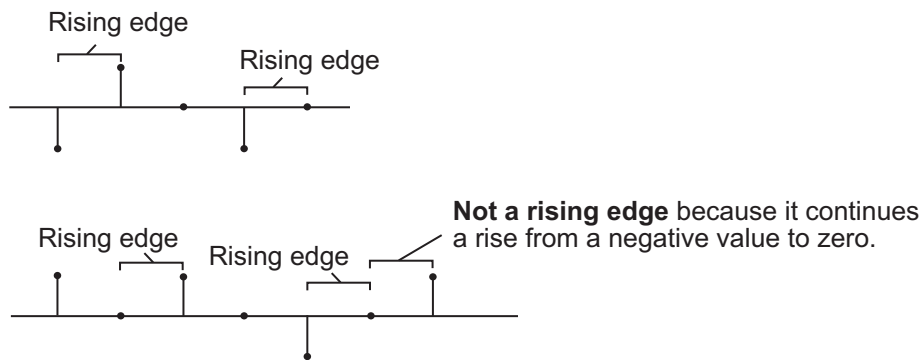 Rising edge
Rising edge
Not a rising edge because it continues
a rise from a negative value to zero.
Rising edge
Rising edge